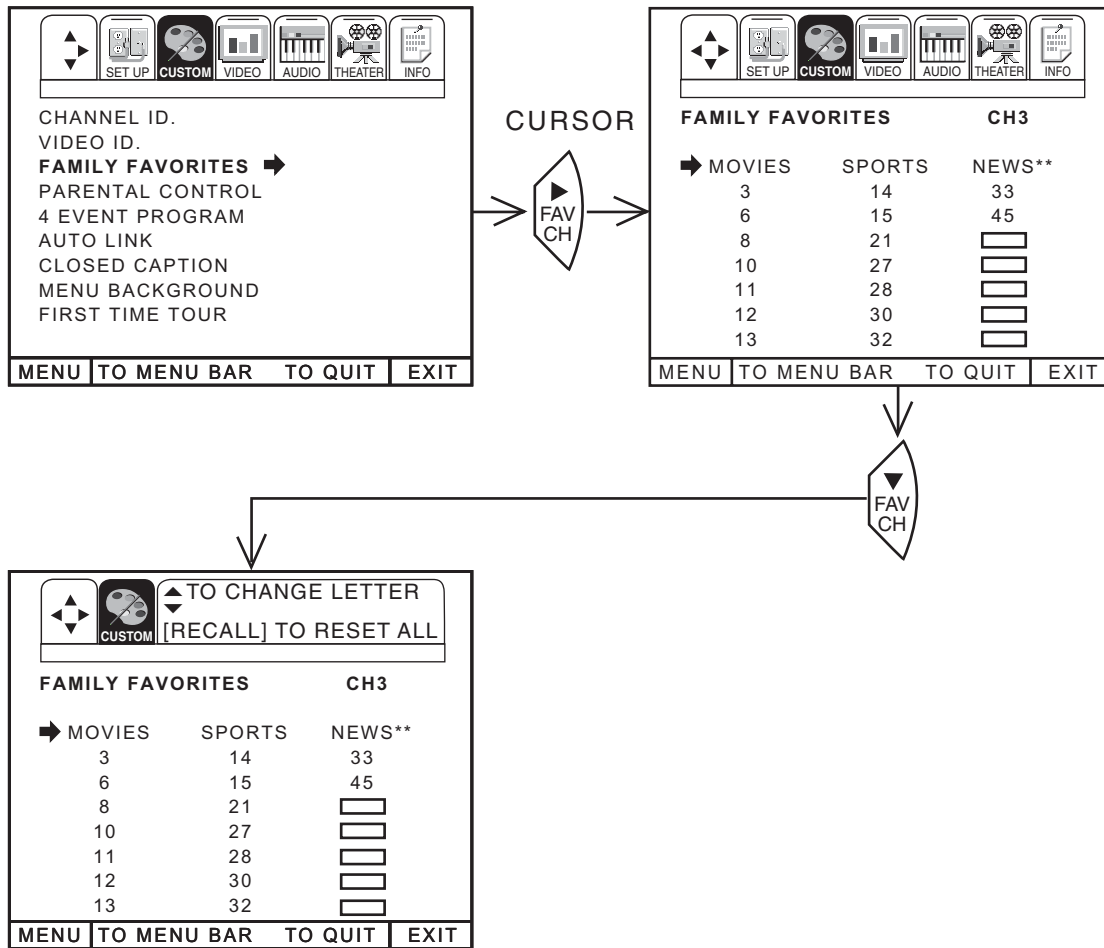 SET UP CUSTOM VIDEO AUDIO THEATER INFO
CHANNEL ID.
VIDEO ID.
FAMILY FAVORITES
PARENTAL CONTROL
4 EVENT PROGRAM
AUTO LINK
CLOSED CAPTION
MENU BACKGROUND
FIRST TIME TOUR
MENU TO MENU BAR TO QUIT EXIT
CURSOR
FAV
CH
SET UP CUSTOM VIDEO AUDIO THEATER INFO
FAMILY FAVORITES CH3
MOVIES SPORTS NEWS**
3 14 33
6 15 45
8 21
10 27
11 28
12 30
13 32
MENU TO MENU BAR TO QUIT EXIT
FAV
CH
CUSTOM
TO CHANGE LETTER
[RECALL] TO RESET ALL
FAMILY FAVORITES CH3
MOVIES SPORTS NEWS**
3 14 33
6 15 45
8 21
10 27
11 28
12 30
13 32
MENU TO MENU BAR TO QUIT EXIT